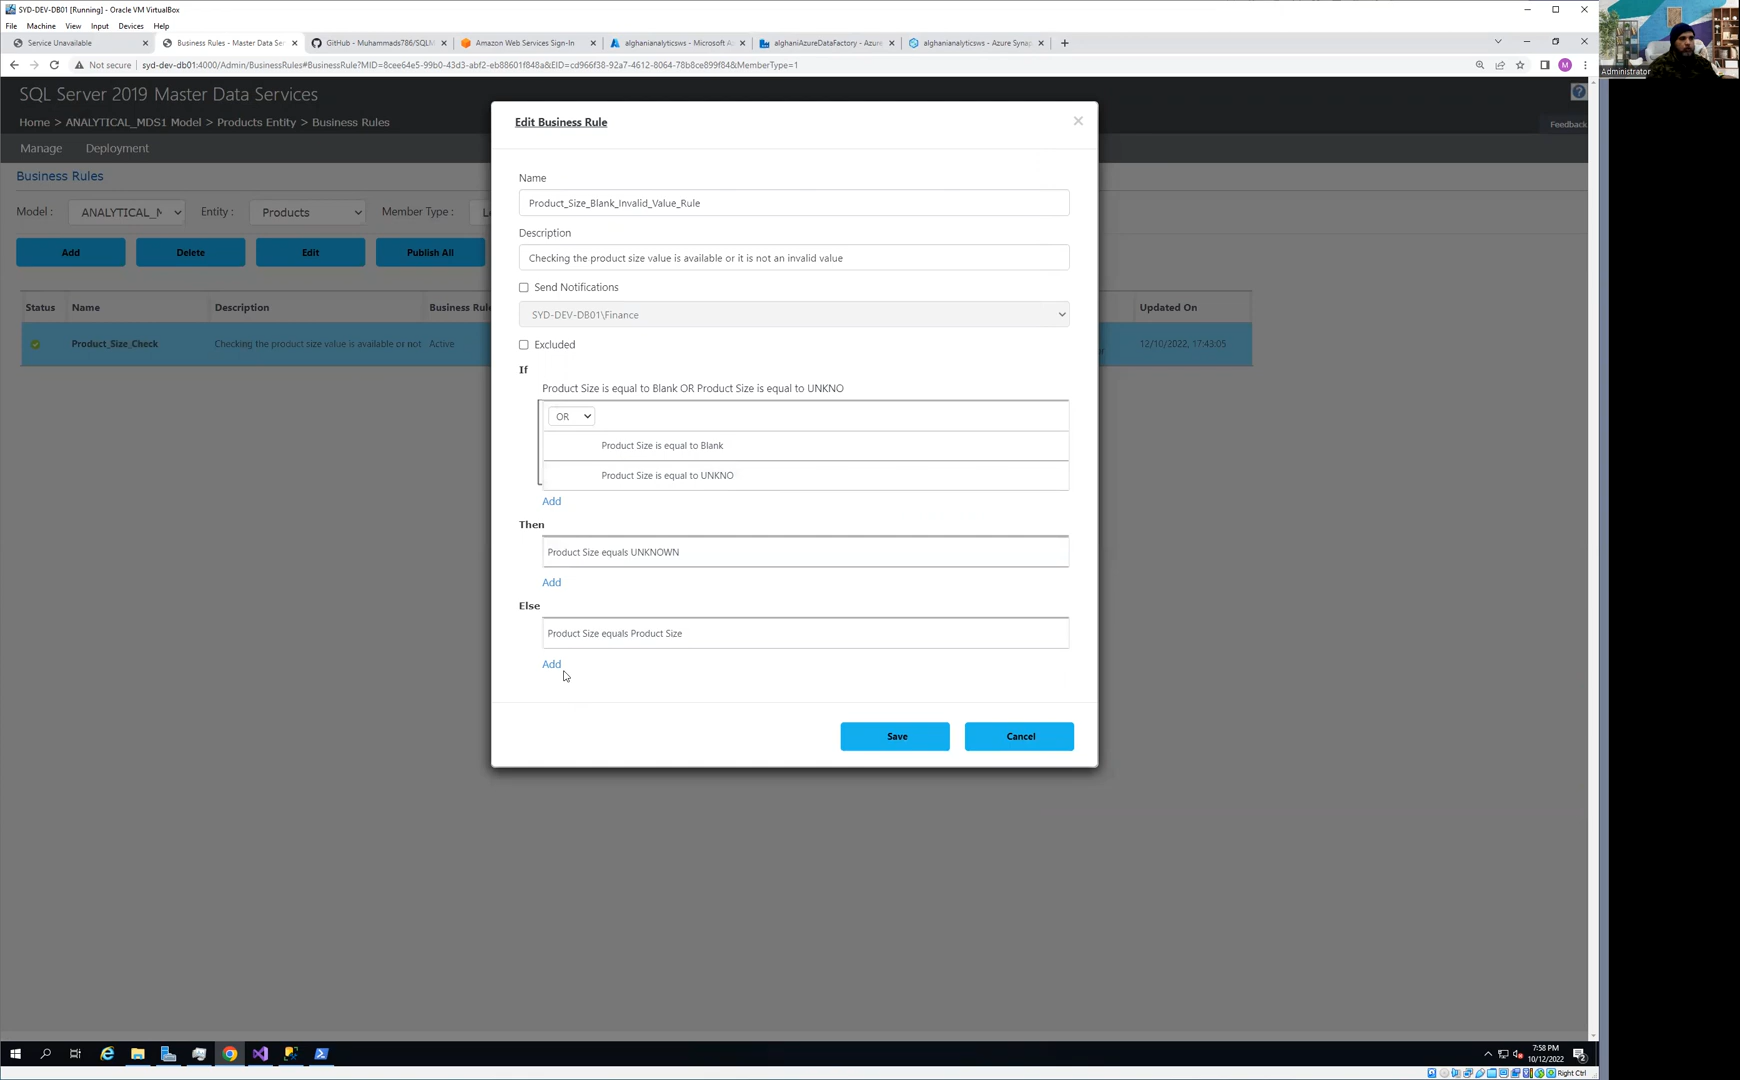 SYD-DEV-DB01 [Running] - Oracle VM VirtualBox
File Machine View Input Devices Help
Service Unavailable
Business Rules - Master Data Se
GitHub - Muhammads786/SQLM
Amazon Web Services Sign-In
alghanianalyticsws - Microsoft A
alghaniAzureDataFactory - Azure
alghanianalyticsws - Azure Synap
Not secure syd-dev-db01:4000/Admin/BusinessRules#BusinessRule?MID=8cee64e5-99b0-43d3-abf2-eb88601f848a&EID=cd966f38-92a7-4612-8064-78b8ce899f84&MemberType=1
M
Administrator
SQL Server 2019 Master Data Services
?
Home > ANALYTICAL_MDS1 Model > Products Entity > Business Rules
Feedback
Manage Deployment
Business Rules
Model : ANALYTICAL_M Entity : Products Member Type : Le
Add Delete Edit Publish All
Status Name Description Business Rule Updated On
Product_Size_Check Checking the product size value is available or not Active 12/10/2022, 17:43:05
Edit Business Rule
Name
Product_Size_Blank_Invalid_Value_Rule
Description
Checking the product size value is available or it is not an invalid value
Send Notifications
SYD-DEV-DB01\Finance
Excluded
If
Product Size is equal to Blank OR Product Size is equal to UNKNO
OR
Product Size is equal to Blank
Product Size is equal to UNKNO
Add
Then
Product Size equals UNKNOWN
Add
Else
Product Size equals Product Size
Add
Save Cancel
7:58 PM
10/12/2022
2
Right Ctrl